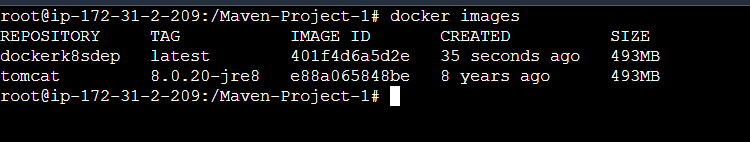 root@ip-172-31-2-209:/Maven-Project-1# docker images
REPOSITORY TAG IMAGE ID CREATED SIZE
dockerk8sdep latest 401f4d6a5d2e 35 seconds ago 493MB
tomcat 8.0.20-jre8 e88a065848be 8 years ago 493MB
root@ip-172-31-2-209:/Maven-Project-1#